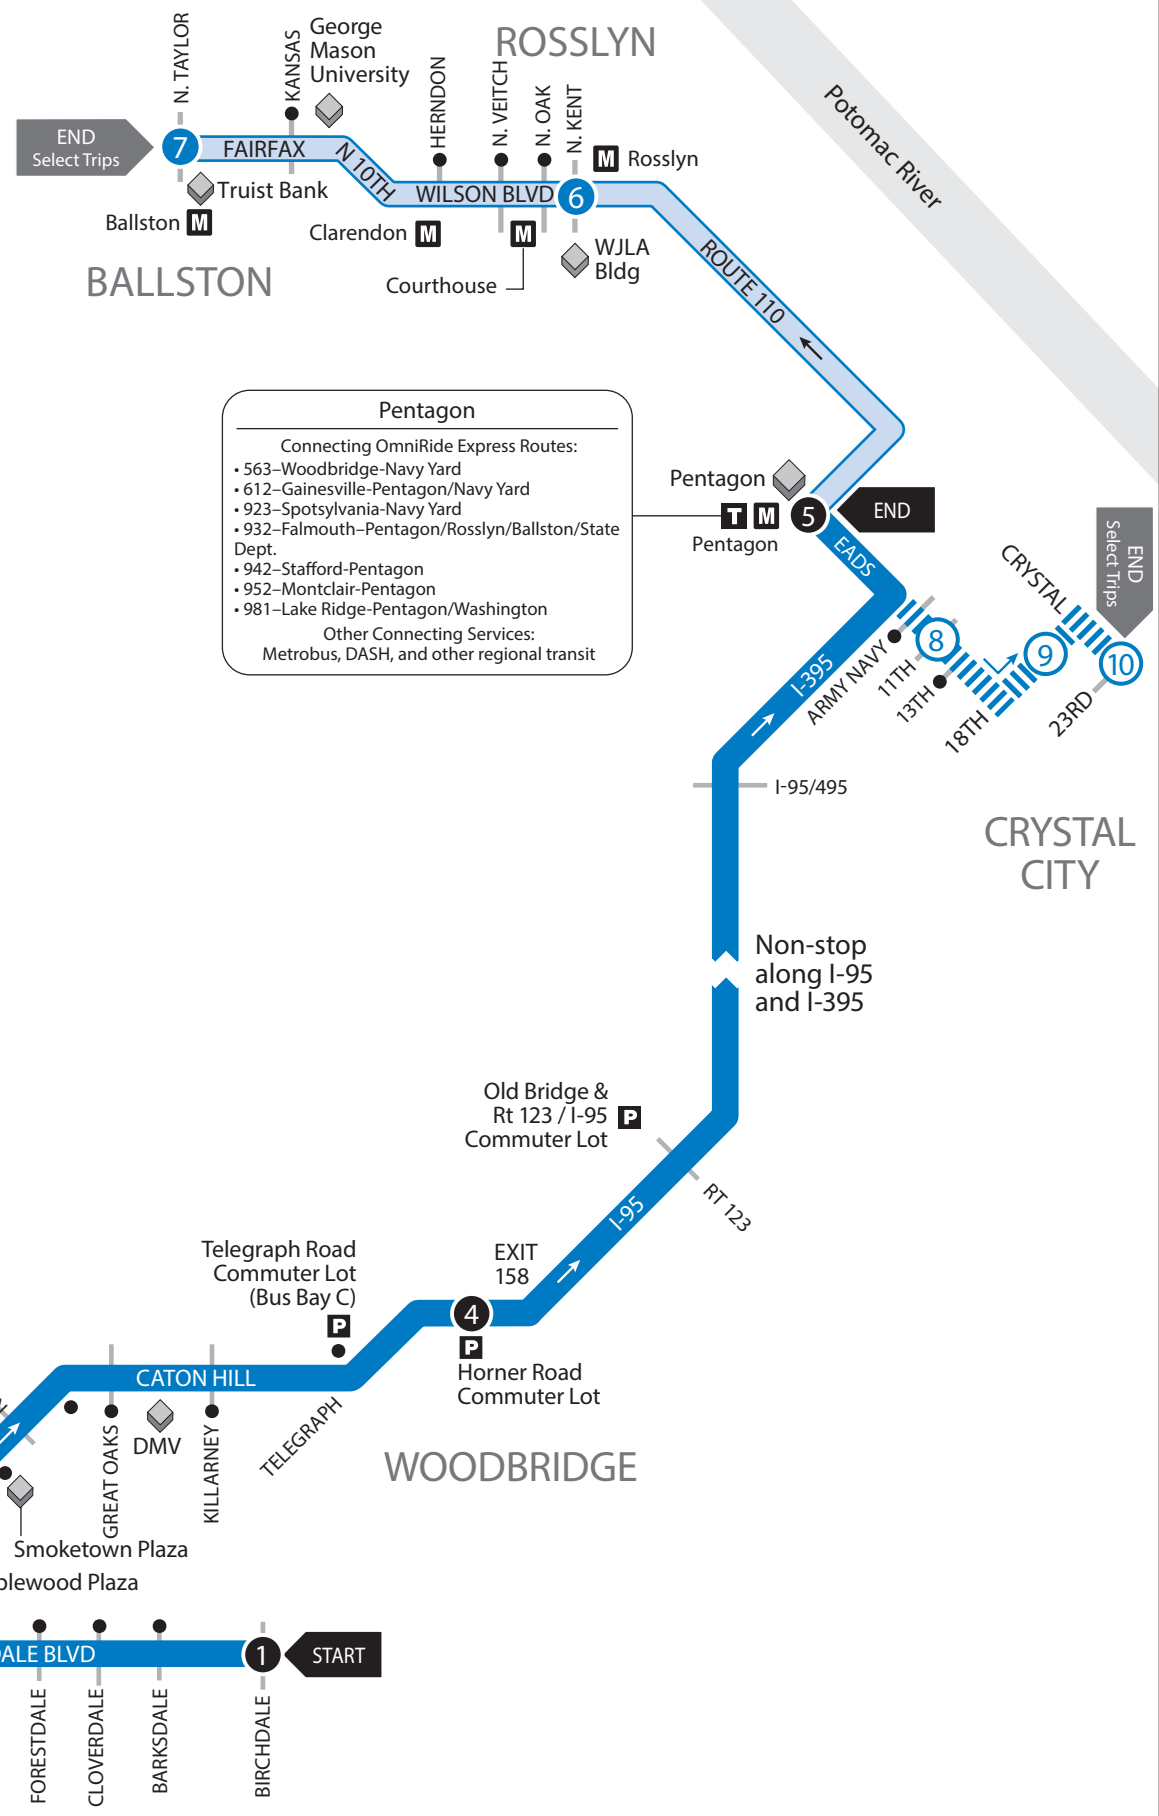 ROSSLYN
N. TAYLOR
KANSAS
George
Mason
University
HERNDON
N. VEITCH
N. OAK
N. KENT
Potomac River
END
Select Trips
7
FAIRFAX
N 10TH
WILSON BLVD
6
M Rosslyn
Truist Bank
Ballston M
Clarendon M
M
Courthouse
WJLA
Bldg
BALLSTON
ROUTE 110
Pentagon
Connecting OmniRide Express Routes:
• 563–Woodbridge-Navy Yard
• 612–Gainesville-Pentagon/Navy Yard
• 923–Spotsylvania-Navy Yard
• 932–Falmouth–Pentagon/Rosslyn/Ballston/State
Dept.
• 942–Stafford-Pentagon
• 952–Montclair-Pentagon
• 981–Lake Ridge-Pentagon/Washington
Other Connecting Services:
Metrobus, DASH, and other regional transit
Pentagon
T M
Pentagon
5
END
EADS
CRYSTAL
END
Select Trips
I-395
ARMY NAVY
8
11TH
13TH
18TH
9
10
23RD
I-95/495
CRYSTAL
CITY
Non-stop
along I-95
and I-395
Old Bridge &
Rt 123 / I-95
Commuter Lot
P
RT 123
I-95
Telegraph Road
Commuter Lot
(Bus Bay C)
P
EXIT
158
4
P
Horner Road
Commuter Lot
CATON HILL
GREAT OAKS
DMV
KILLARNEY
TELEGRAPH
WOODBRIDGE
Smoketown Plaza
plewood Plaza
DALE BLVD
1
START
FORESTDALE
CLOVERDALE
BARKSDALE
BIRCHDALE